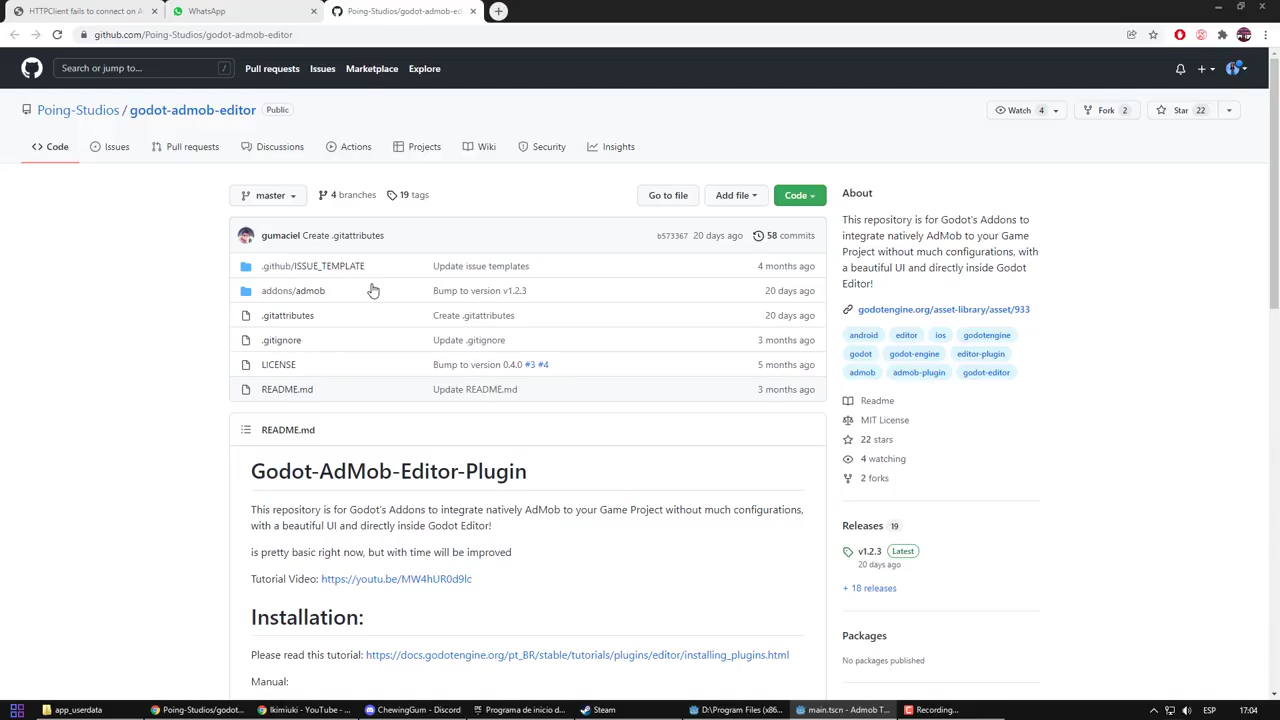 HTTPClient fails to connect on A
WhatsApp
Poing-Studios/godot-admob-edi
github.com/Poing-Studios/godot-admob-editor
Search or jump to...
/
Pull requests
Issues
Marketplace
Explore
Poing-Studios / godot-admob-editor
Public
Watch 4
Fork 2
Star 22
Code
Issues
Pull requests
Discussions
Actions
Projects
Wiki
Security
Insights
master
4 branches
19 tags
Go to file
Add file
Code
gumaciel Create .gitattributes
b573367 20 days ago
58 commits
.github/ISSUE_TEMPLATE
Update issue templates
4 months ago
addons/admob
Bump to version v1.2.3
20 days ago
.gitattributes
Create .gitattributes
20 days ago
.gitignore
Update .gitignore
3 months ago
LICENSE
Bump to version 0.4.0 #3 #4
5 months ago
README.md
Update README.md
3 months ago
README.md
Godot-AdMob-Editor-Plugin
This repository is for Godot's Addons to integrate natively AdMob to your Game Project without much configurations,
with a beautiful UI and directly inside Godot Editor!
is pretty basic right now, but with time will be improved
Tutorial Video: https://youtu.be/MW4hUR0d9lc
Installation:
Please read this tutorial: https://docs.godotengine.org/pt_BR/stable/tutorials/plugins/editor/installing_plugins.html
Manual:
About
This repository is for Godot's Addons to
integrate natively AdMob to your Game
Project without much configurations,
with a beautiful UI and directly inside
Godot Editor!
godotengine.org/asset-library/asset/933
android
editor
ios
godotengine
godot
godot-engine
editor-plugin
admob
admob-plugin
godot-editor
Readme
MIT License
22 stars
4 watching
2 forks
Releases 19
v1.2.3 Latest
20 days ago
+ 18 releases
Packages
No packages published
app_userdata
Poing-Studios/godot...
Ikimiuki - YouTube - ...
ChewingGum - Discord
Programa de inicio d...
Steam
D:\Program Files (x86...
main.tscn - Admob T...
Recording...
ESP
17:04